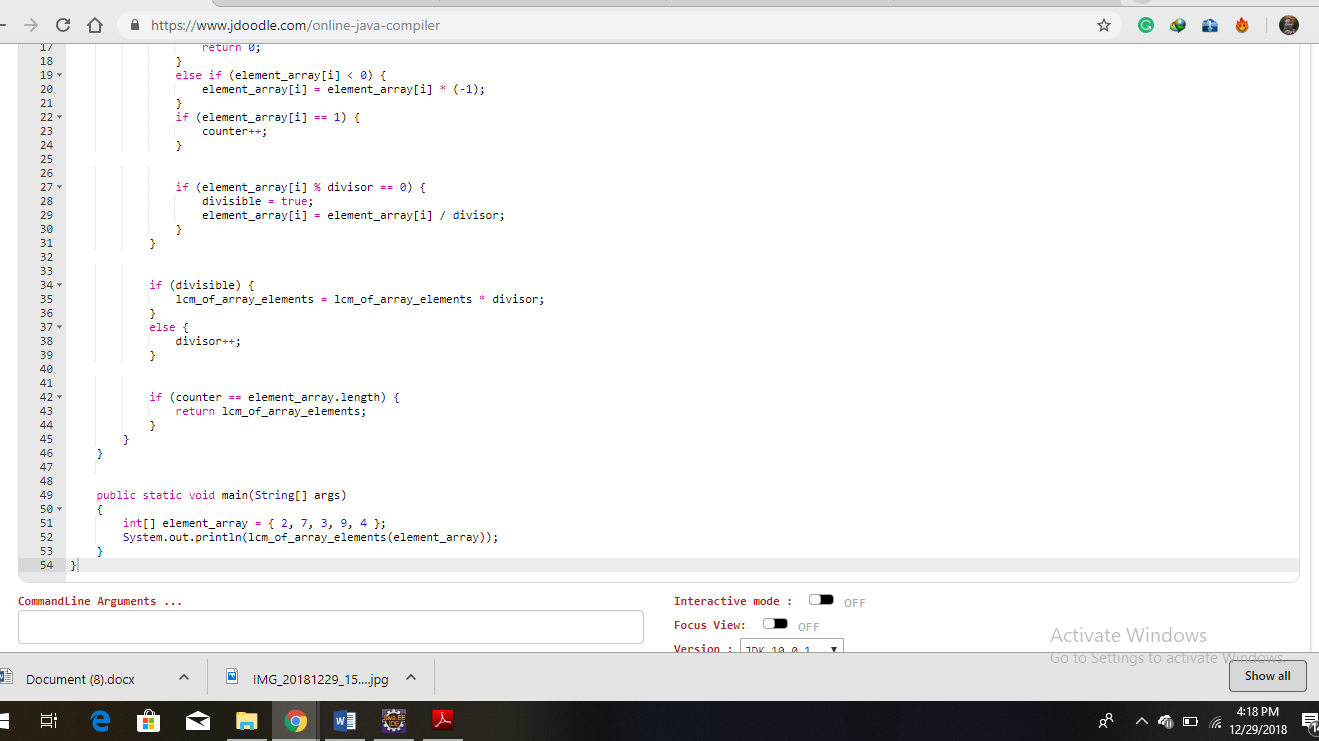 https://www.jdoodle.com/online-java-compiler
17 return 0;
18 }
19 else if (element_array[i] < 0) {
20 element_array[i] = element_array[i] * (-1);
21 }
22 if (element_array[i] == 1) {
23 counter++;
24 }
25
26
27 if (element_array[i] % divisor == 0) {
28 divisible = true;
29 element_array[i] = element_array[i] / divisor;
30 }
31 }
32
33
34 if (divisible) {
35 lcm_of_array_elements = lcm_of_array_elements * divisor;
36 }
37 else {
38 divisor++;
39 }
40
41
42 if (counter == element_array.length) {
43 return lcm_of_array_elements;
44 }
45 }
46 }
47
48
49 public static void main(String[] args)
50 {
51 int[] element_array = { 2, 7, 3, 9, 4 };
52 System.out.println(lcm_of_array_elements(element_array));
53 }
54 }
CommandLine Arguments ...
Interactive mode : OFF
Focus View: OFF
Version : JDK 10.0.1
Activate Windows
Go to Settings to activate Windows.
Document (8).docx
IMG_20181229_15....jpg
Show all
4:18 PM
12/29/2018